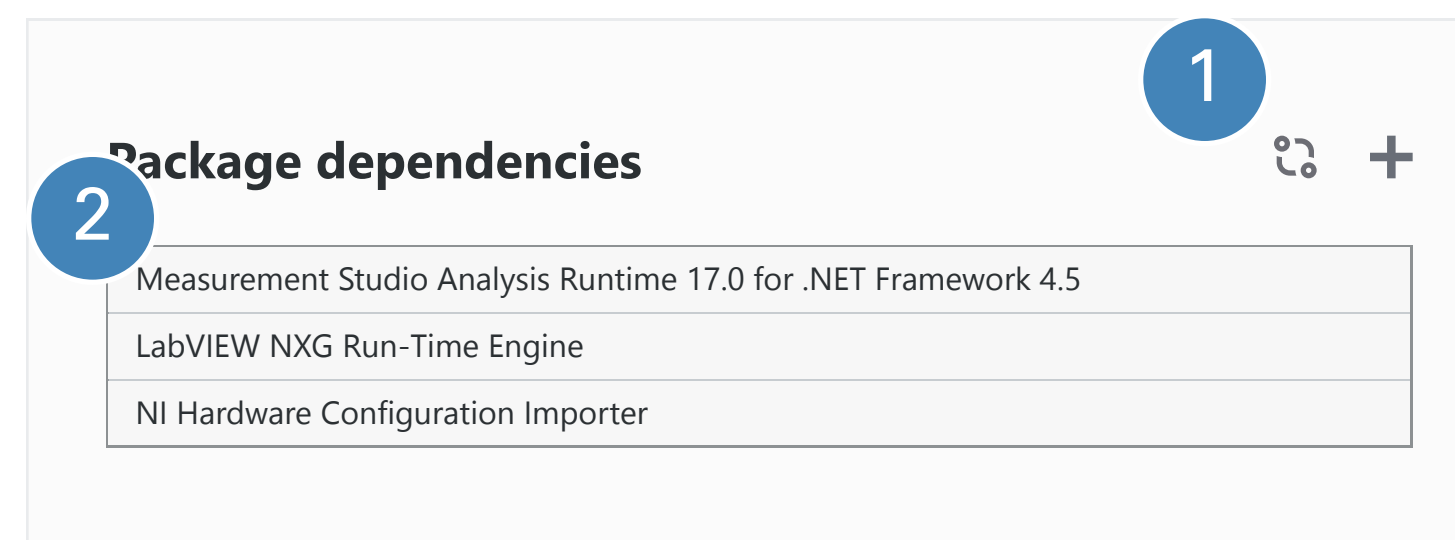 1
Package dependencies
2
Measurement Studio Analysis Runtime 17.0 for .NET Framework 4.5
LabVIEW NXG Run-Time Engine
NI Hardware Configuration Importer